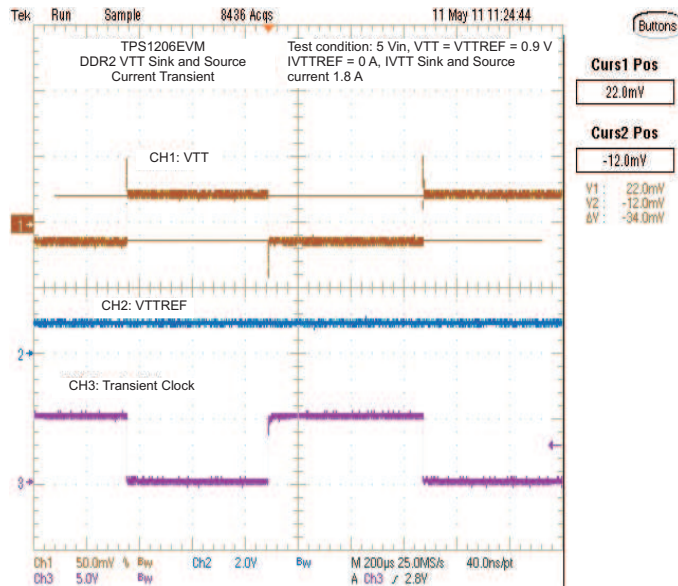 Tek Run Sample 8436 Acqs 11 May 11 11:24:44
Buttons
TPS1206EVM
DDR2 VTT Sink and Source
Current Transient
Test condition: 5 Vin, VTT = VTTREF = 0.9 V
IVTTREF = 0 A, IVTT Sink and Source
current 1.8 A
Curs1 Pos
22.0mV
Curs2 Pos
-12.0mV
V1 : 22.0mV
V2 : -12.0mV
ΔV : -34.0mV
CH1: VTT
1
CH2: VTTREF
2
CH3: Transient Clock
3
Ch1 50.0mV Bw Ch2 2.0V Bw M 200µs 25.0MS/s 40.0ns/pt
Ch3 5.0V Bw A Ch3 / 2.8V